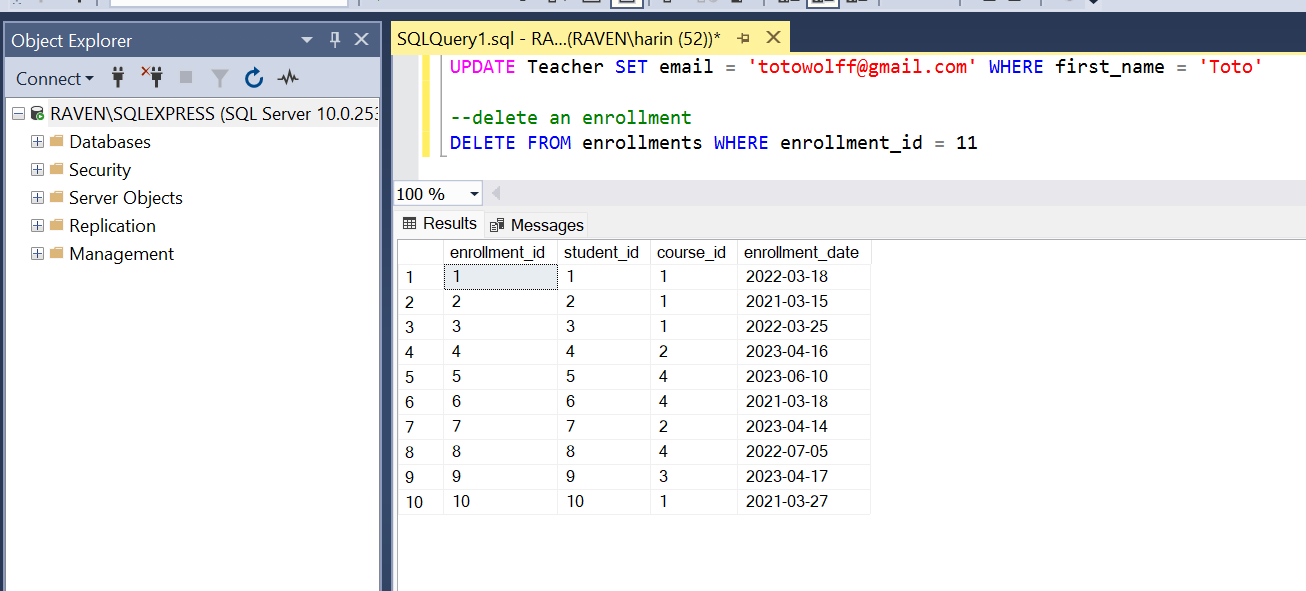 Object Explorer
Connect
RAVEN\SQLEXPRESS (SQL Server 10.0.253
Databases
Security
Server Objects
Replication
Management
SQLQuery1.sql - RA...(RAVEN\harin (52))*
UPDATE Teacher SET email = 'totowolff@gmail.com' WHERE first_name = 'Toto'
--delete an enrollment
DELETE FROM enrollments WHERE enrollment_id = 11
100 %
Results Messages
enrollment_id student_id course_id enrollment_date
1 1 1 1 2022-03-18
2 2 2 1 2021-03-15
3 3 3 1 2022-03-25
4 4 4 2 2023-04-16
5 5 5 4 2023-06-10
6 6 6 4 2021-03-18
7 7 7 2 2023-04-14
8 8 8 4 2022-07-05
9 9 9 3 2023-04-17
10 10 10 1 2021-03-27